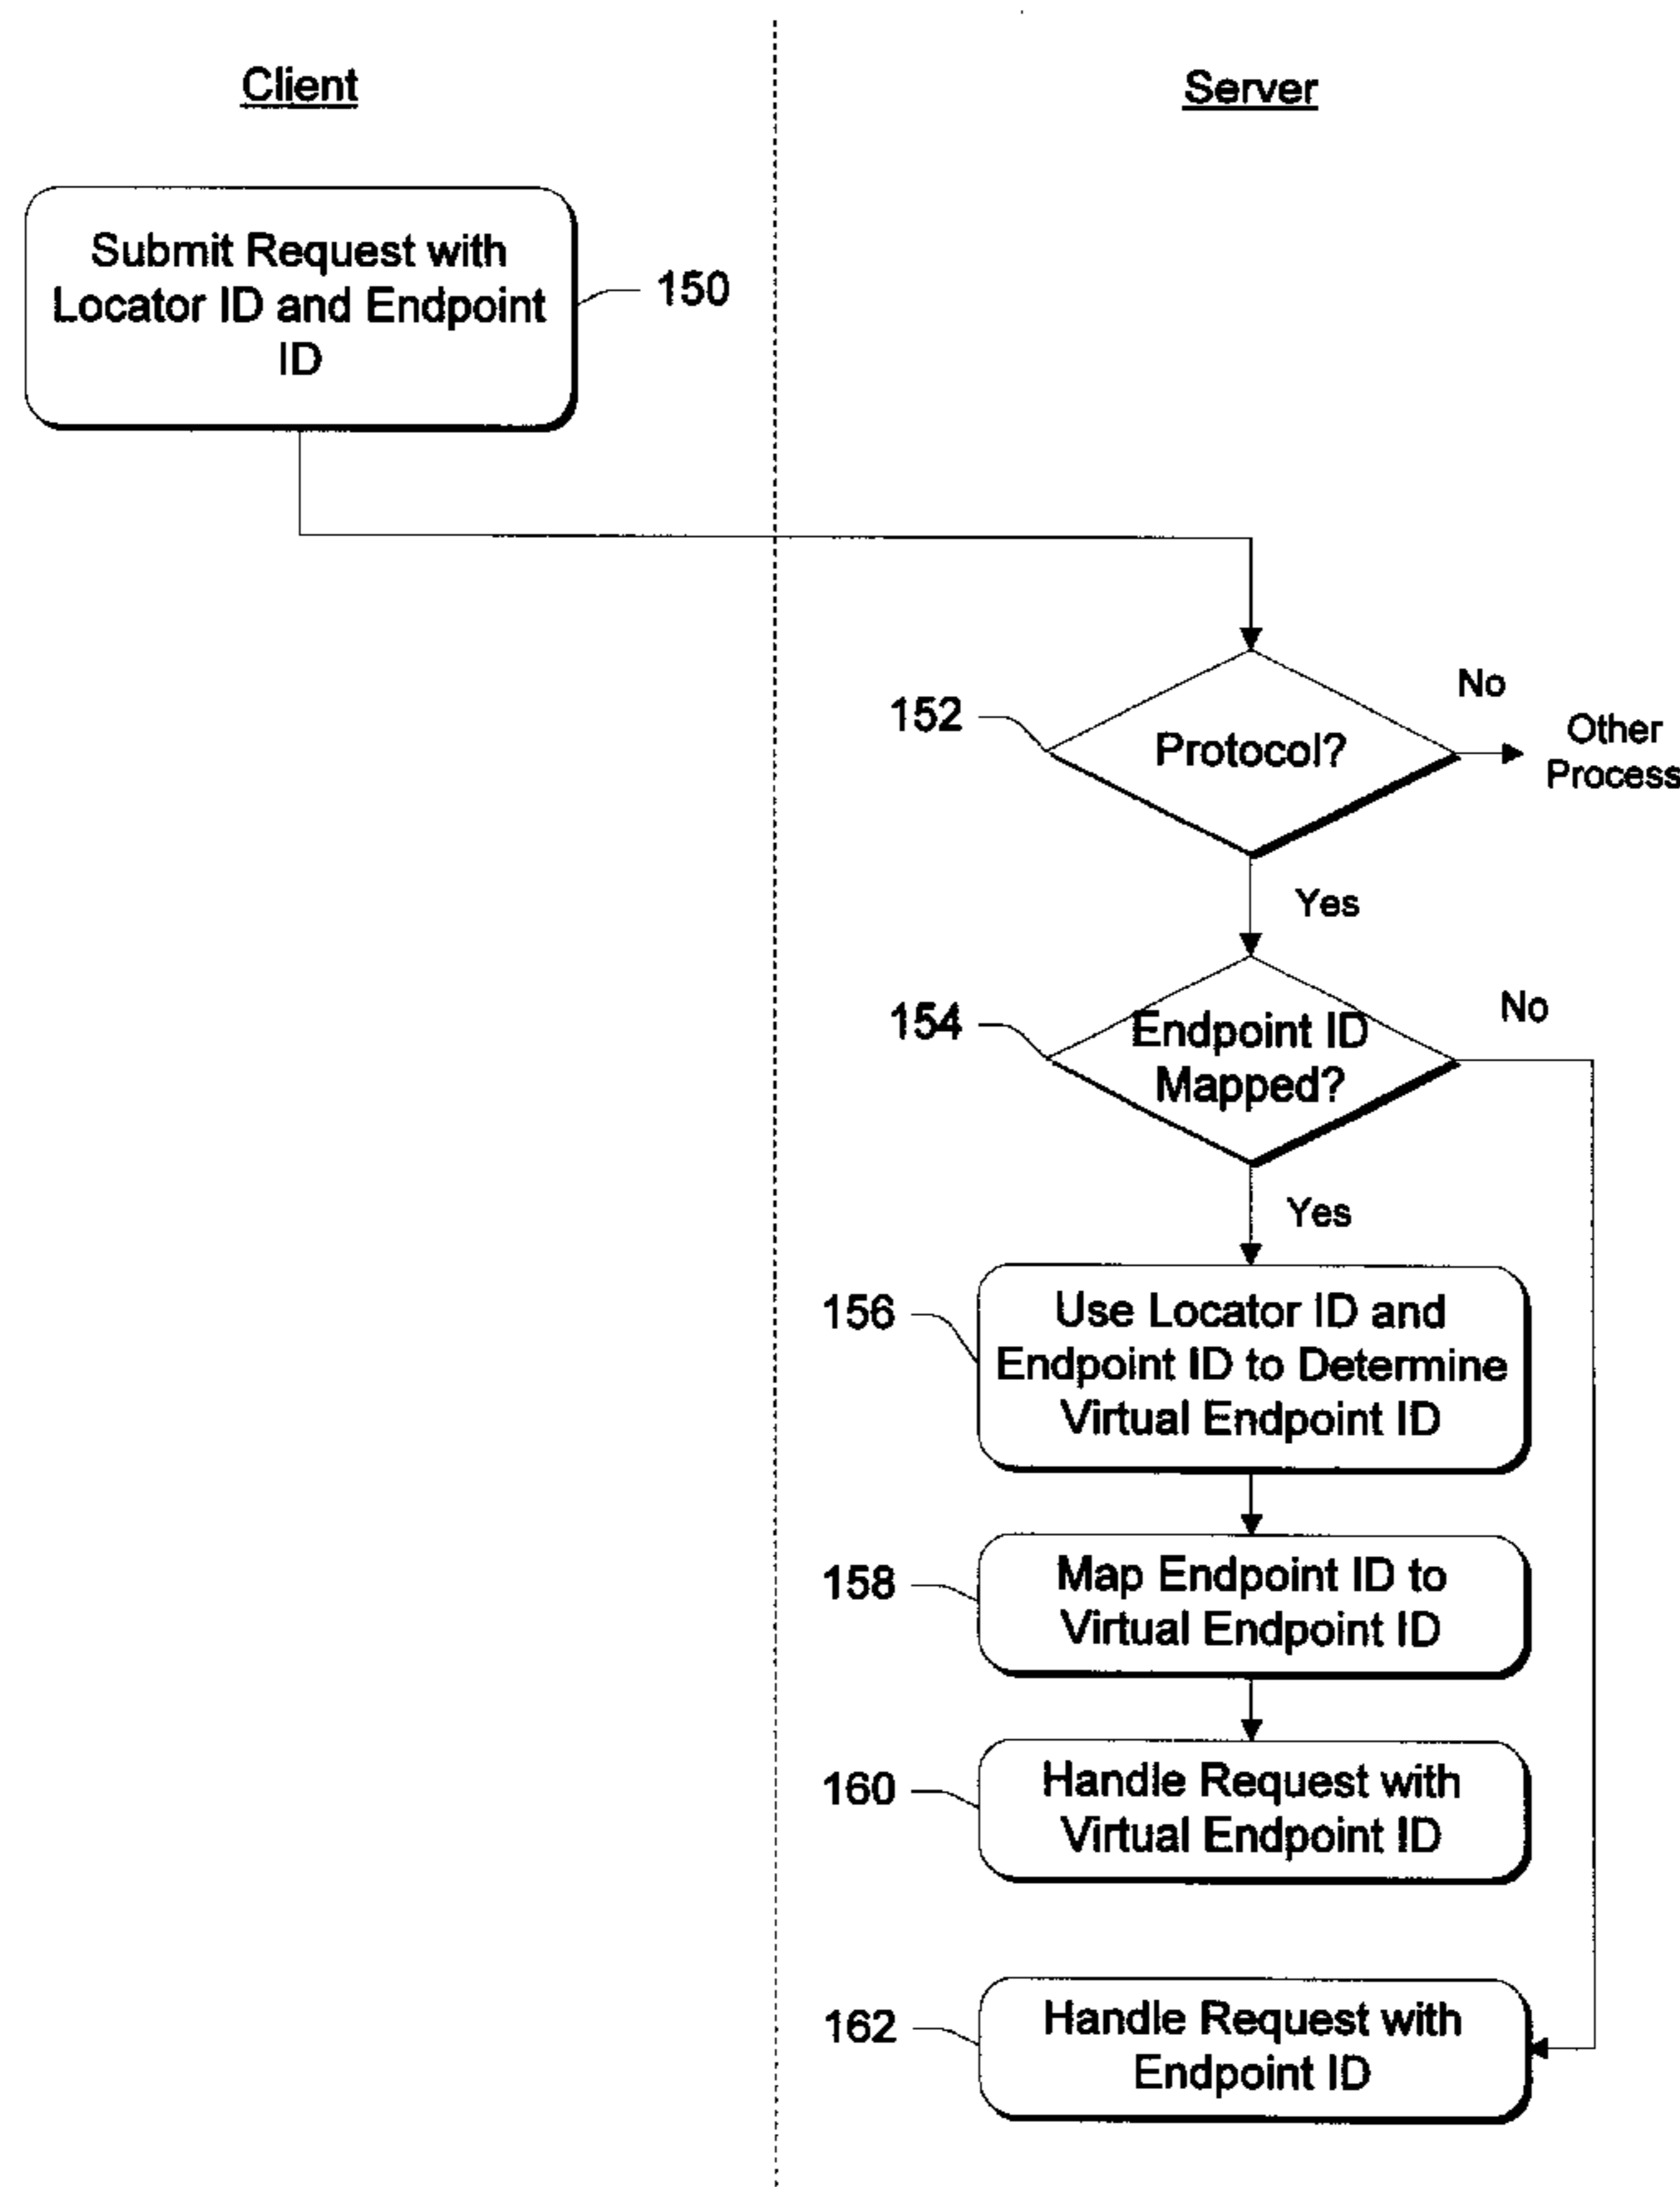 Client
Server
Submit Request with
Locator ID and Endpoint
ID
150
152
Protocol?
No
Other
Process
Yes
154
Endpoint ID
Mapped?
No
Yes
156
Use Locator ID and
Endpoint ID to Determine
Virtual Endpoint ID
158
Map Endpoint ID to
Virtual Endpoint ID
160
Handle Request with
Virtual Endpoint ID
162
Handle Request with
Endpoint ID